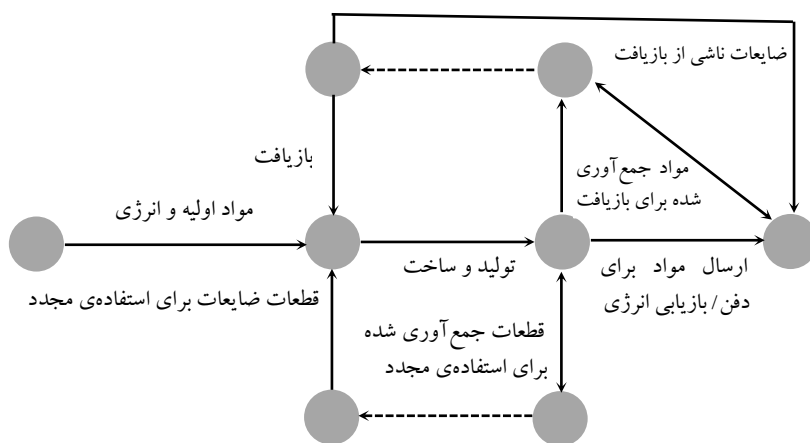 ضایعات ناشی از بازیافت
بازیافت
مواد جمع‌آوری
شده برای بازیافت
مواد اولیه و انرژی
تولید و ساخت
ارسال مواد برای
دفن/بازیابی انرژی
قطعات ضایعات برای استفاده‌ی مجدد
قطعات جمع‌آوری شده
برای استفاده‌ی مجدد